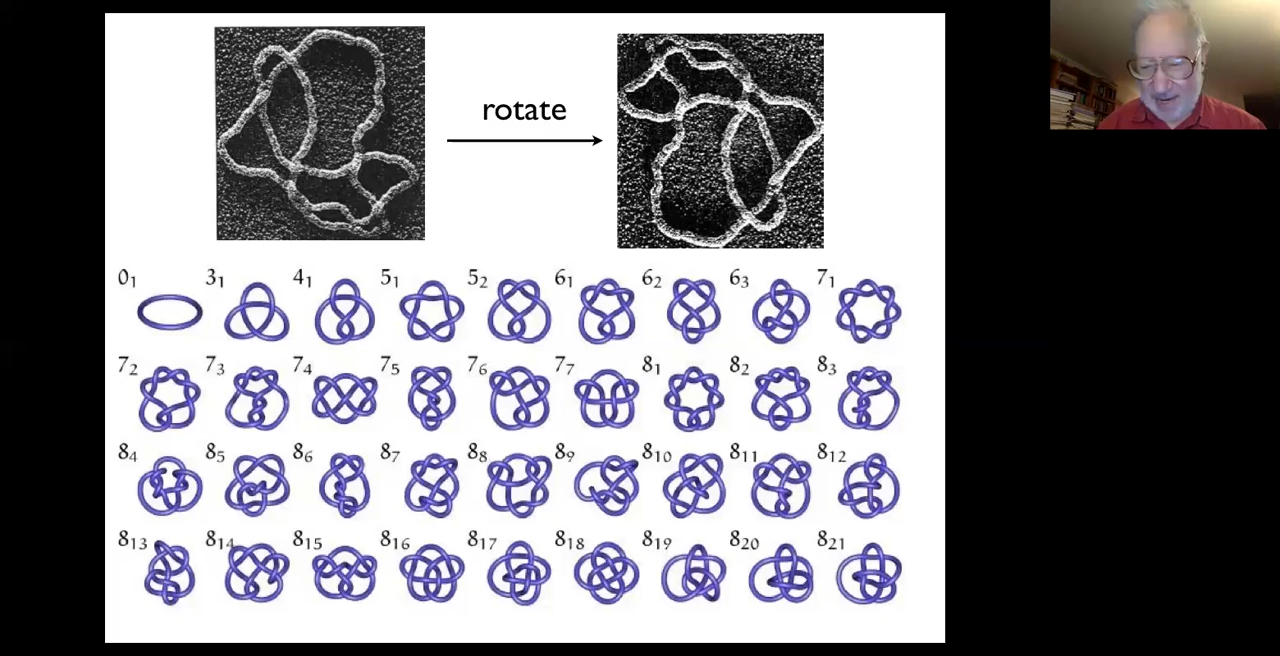 rotate
0₁ 3₁ 4₁ 5₁ 5₂ 6₁ 6₂ 6₃ 7₁
7₂ 7₃ 7₄ 7₅ 7₆ 7₇ 8₁ 8₂ 8₃
8₄ 8₅ 8₆ 8₇ 8₈ 8₉ 8₁₀ 8₁₁ 8₁₂
8₁₃ 8₁₄ 8₁₅ 8₁₆ 8₁₇ 8₁₈ 8₁₉ 8₂₀ 8₂₁